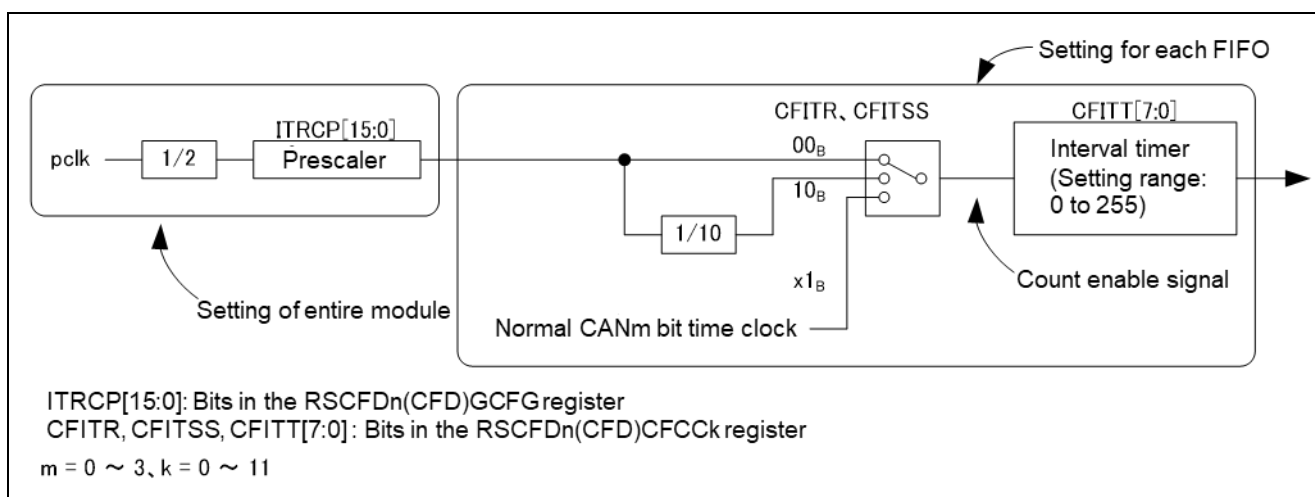 Setting for each FIFO
ITRCP[15:0]
CFITR、CFITSS
CFITT[7:0]
pclk
1/2
Prescaler
00B
10B
1/10
x1B
Interval timer
(Setting range:
0 to 255)
Count enable signal
Setting of entire module
Normal CANm bit time clock
ITRCP[15:0]: Bits in the RSCFDn(CFD)GCFG register
CFITR, CFITSS, CFITT[7:0] : Bits in the RSCFDn(CFD)CFCCk register
m = 0 ～ 3、k = 0 ～ 11